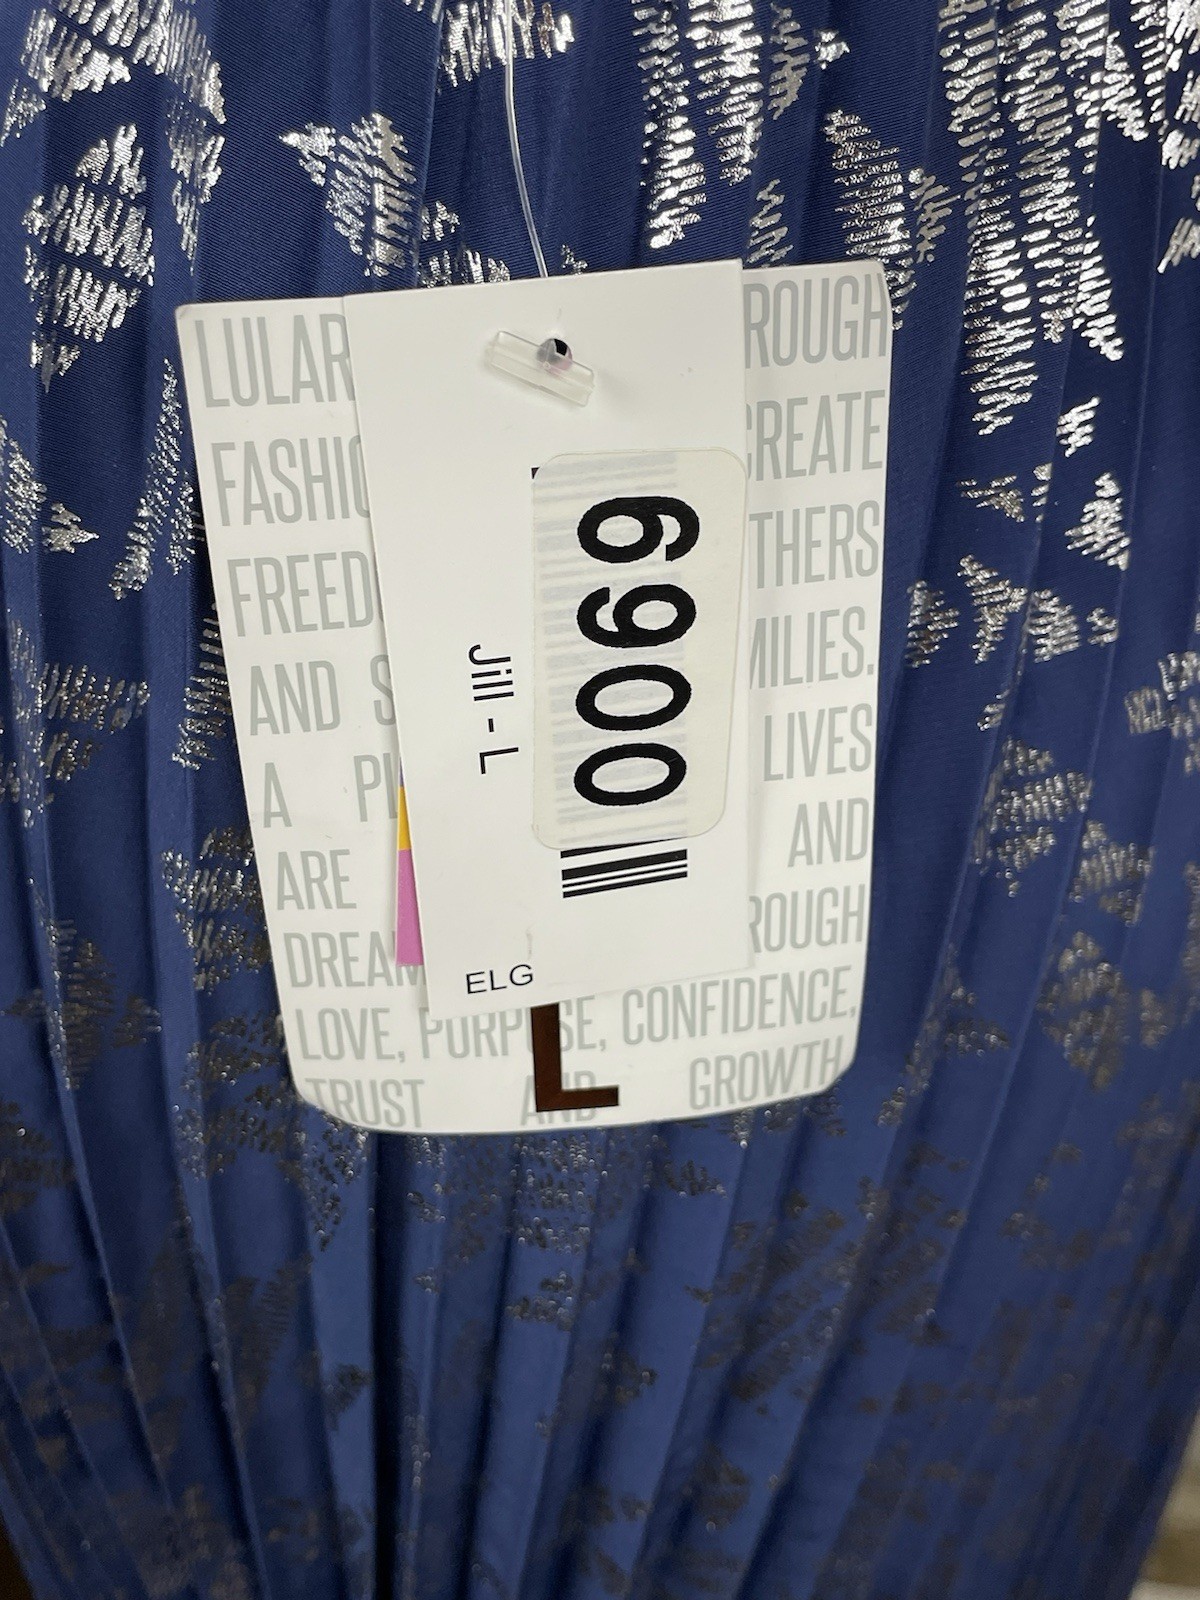 LULAR ROUGH
FASHIO CREATE
FREED THERS
AND S MILIES.
A PL LIVES
ARE AND
DREAM ROUGH
LOVE, PURPOSE, CONFIDENCE,
TRUST AND GROWTH
6900
Jill - L
ELG
L